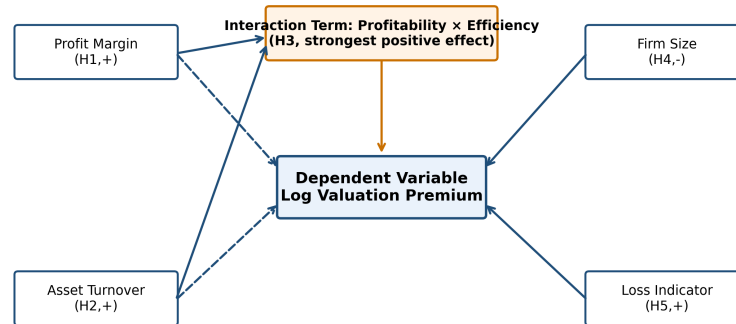 Interaction Term: Profitability × Efficiency
(H3, strongest positive effect)
Profit Margin
(H1,+)
Firm Size
(H4,-)
Dependent Variable
Log Valuation Premium
Asset Turnover
(H2,+)
Loss Indicator
(H5,+)